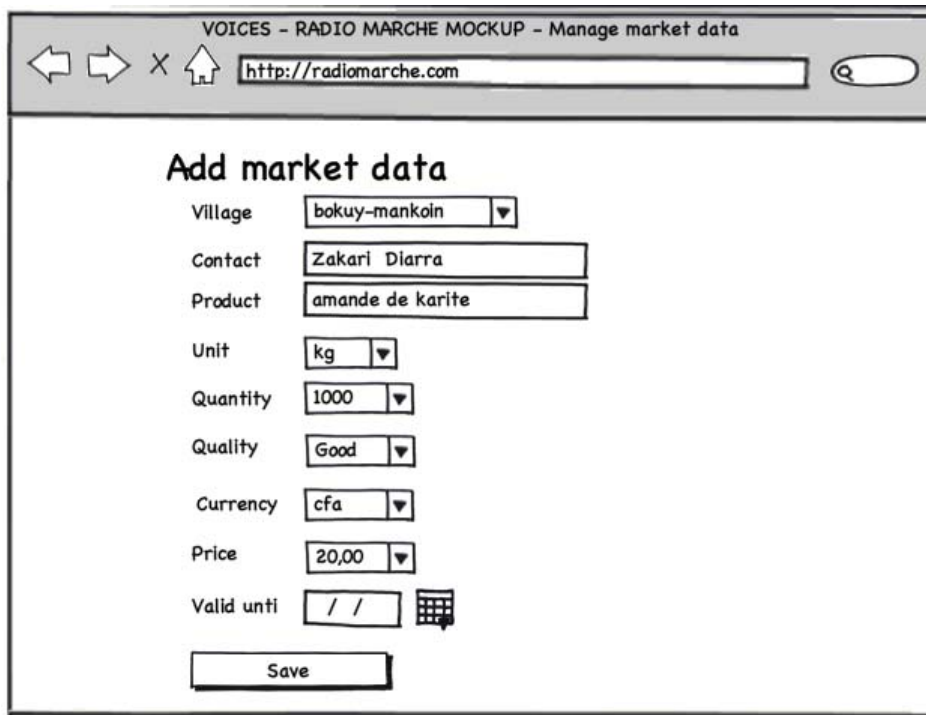 VOICES - RADIO MARCHE MOCKUP - Manage market data
http://radiomarche.com
Add market data
Village bokuy-mankoin
Contact Zakari Diarra
Product amande de karite
Unit kg
Quantity 1000
Quality Good
Currency cfa
Price 20,00
Valid unti / /
Save